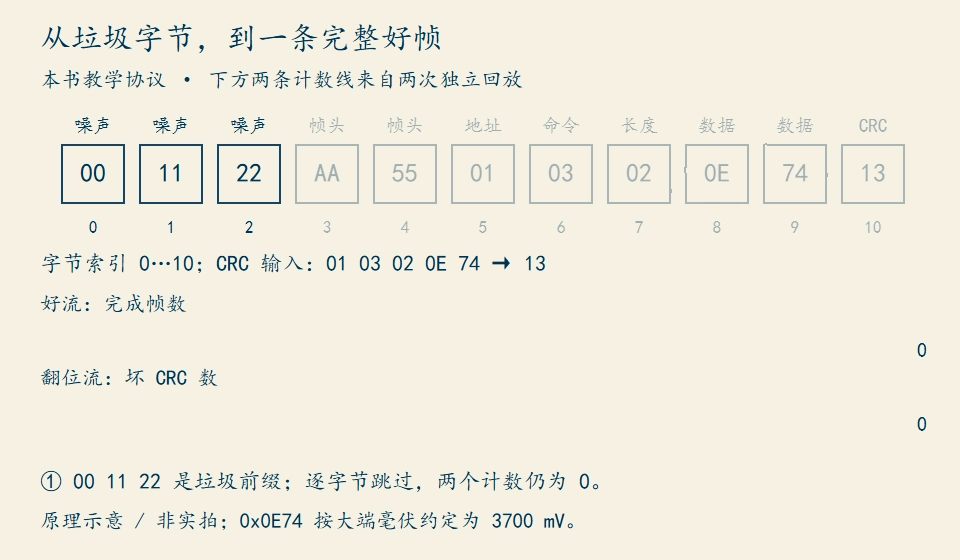 从垃圾字节，到一条完整好帧
本书教学协议 • 下方两条计数线来自两次独立回放
噪声 噪声 噪声 帧头 帧头 地址 命令 长度 数据 数据 CRC
00 11 22 AA 55 01 03 02 0E 74 13
0 1 2 3 4 5 6 7 8 9 10
字节索引 0…10；CRC 输入：01 03 02 0E 74 → 13
好流：完成帧数
0
翻位流：坏 CRC 数
0
① 00 11 22 是垃圾前缀；逐字节跳过，两个计数仍为 0。
原理示意 / 非实拍；0x0E74 按大端毫伏约定为 3700 mV。